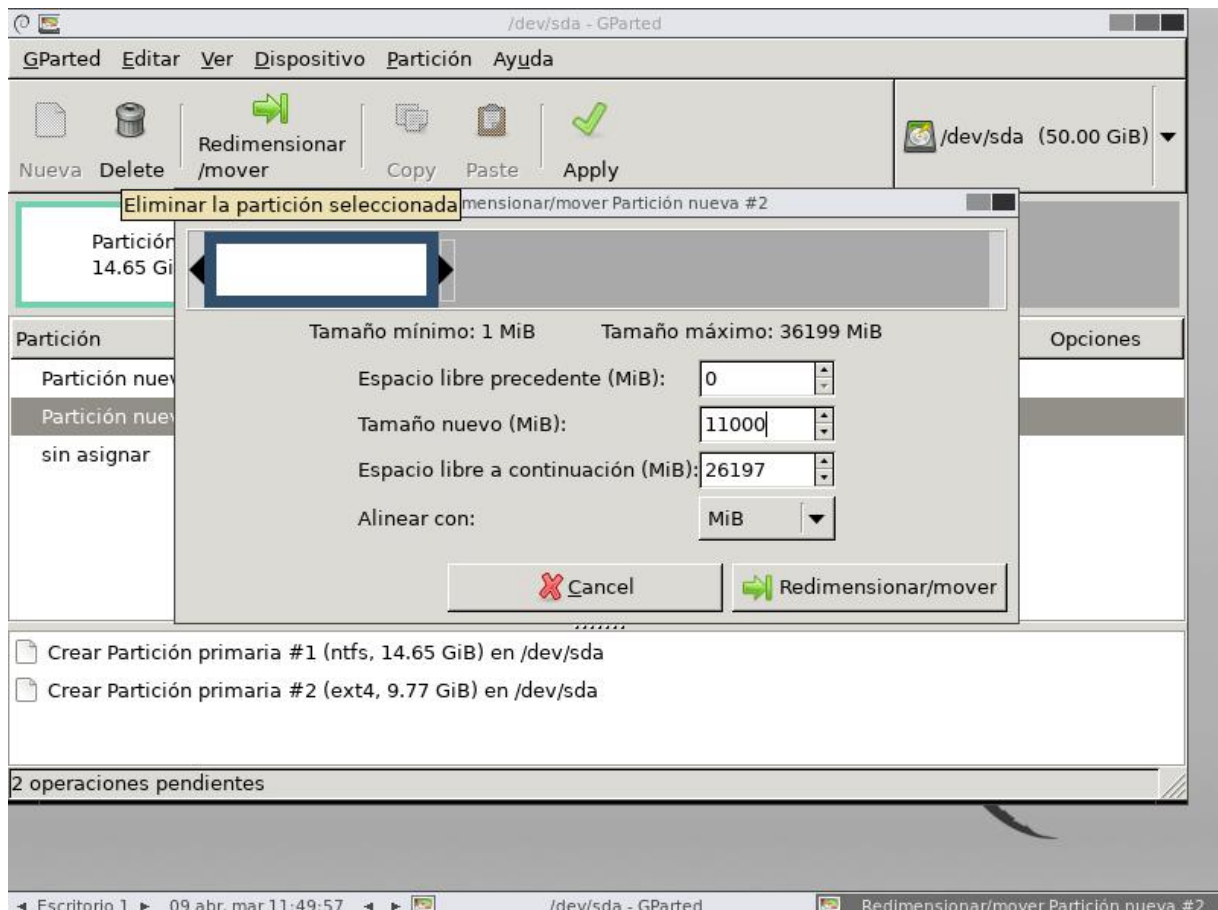 /dev/sda - GParted
GParted Editar Ver Dispositivo Partición Ayuda
Nueva Delete Redimensionar /mover Copy Paste Apply /dev/sda (50.00 GiB)
Eliminar la partición seleccionada mensionar/mover Partición nueva #2
Partición
14.65 Gi
Tamaño mínimo: 1 MiB Tamaño máximo: 36199 MiB
Partición Opciones
Espacio libre precedente (MiB): 0
Partición nuev
Tamaño nuevo (MiB): 11000
Partición nuev
Espacio libre a continuación (MiB): 26197
sin asignar
Alinear con: MiB
Cancel Redimensionar/mover
Crear Partición primaria #1 (ntfs, 14.65 GiB) en /dev/sda
Crear Partición primaria #2 (ext4, 9.77 GiB) en /dev/sda
2 operaciones pendientes
Escritorio 1 09 abr, mar 11:49:57 /dev/sda - GParted Redimensionar/mover Partición nueva #2